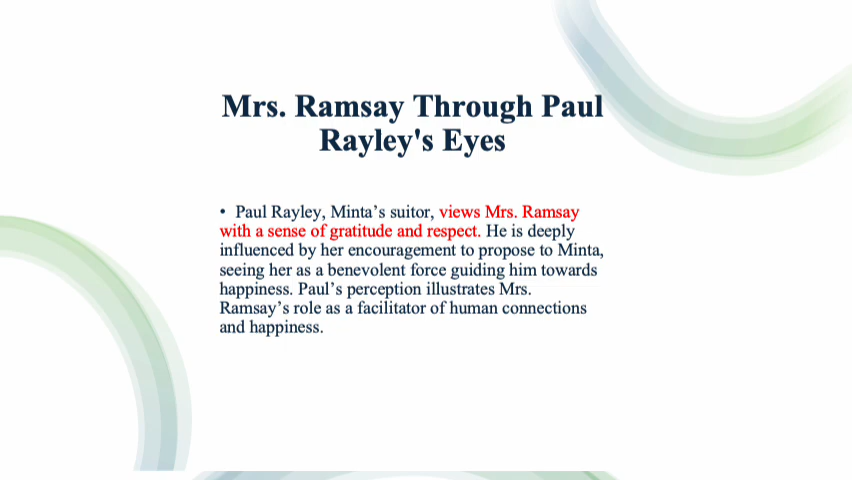 Mrs. Ramsay Through Paul
Rayley's Eyes
• Paul Rayley, Minta’s suitor, views Mrs. Ramsay
with a sense of gratitude and respect. He is deeply
influenced by her encouragement to propose to Minta,
seeing her as a benevolent force guiding him towards
happiness. Paul’s perception illustrates Mrs.
Ramsay’s role as a facilitator of human connections
and happiness.